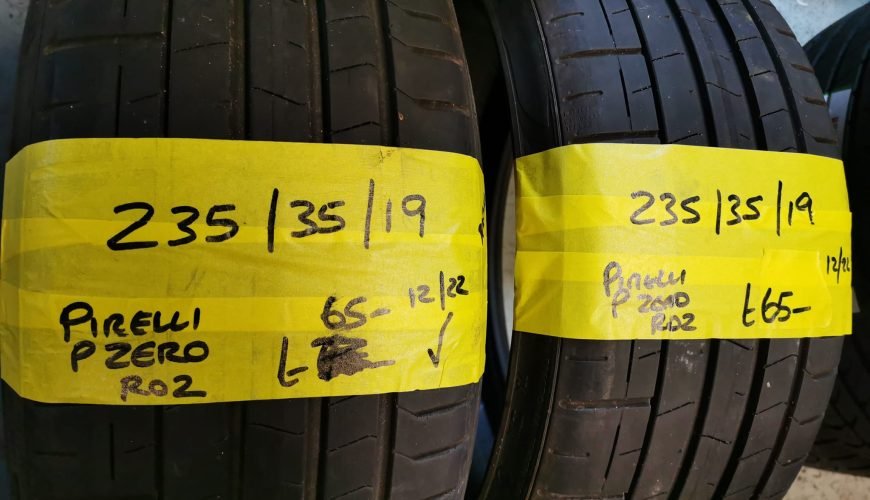 235/35/19
12/22
65-
PIRELLI
P ZERO
RO2
£
✓
235/35/19
12/22
PIRELLI
P ZERO
RO2
£65-